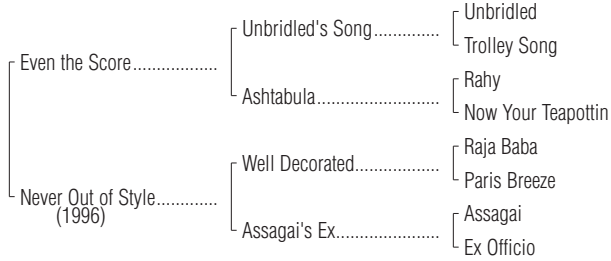 Unbridled
Unbridled's Song..............
Trolley Song
Even the Score.................
Rahy
Ashtabula.........................
Now Your Teapottin
Raja Baba
Well Decorated.................
Paris Breeze
Never Out of Style............
(1996)
Assagai
Assagai's Ex.....................
Ex Officio